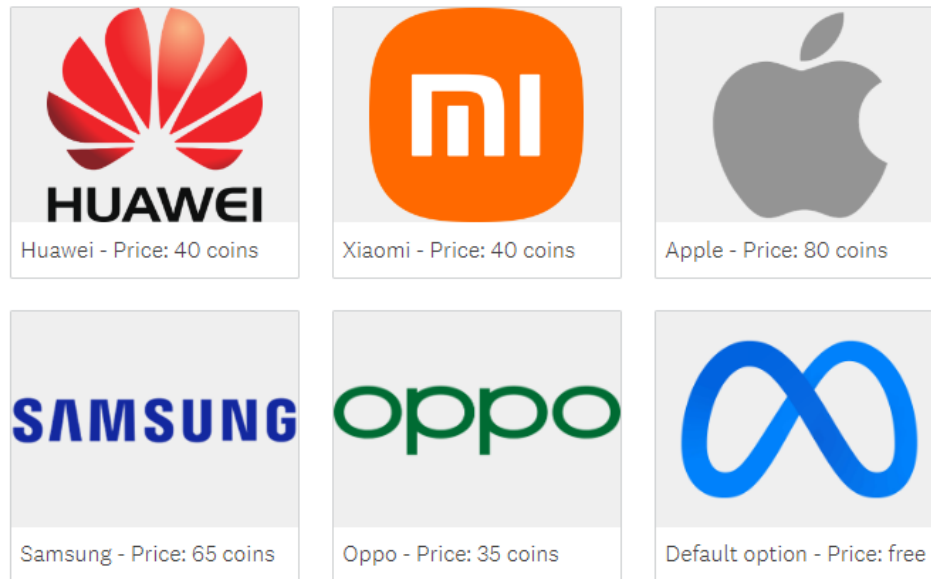 HUAWEI
Huawei - Price: 40 coins
mi
Xiaomi - Price: 40 coins
Apple - Price: 80 coins
SAMSUNG
Samsung - Price: 65 coins
oppo
Oppo - Price: 35 coins
Default option - Price: free